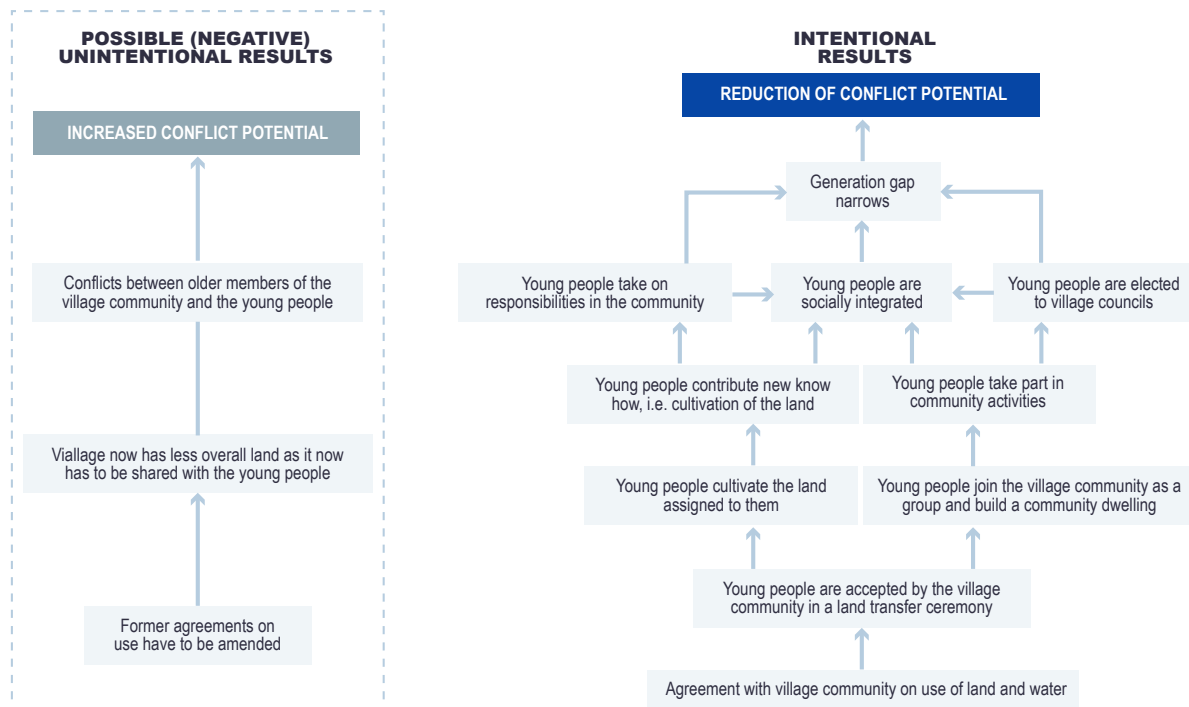 POSSIBLE (NEGATIVE)
UNINTENTIONAL RESULTS
INCREASED CONFLICT POTENTIAL
Conflicts between older members of the
village community and the young people
Viallage now has less overall land as it now
has to be shared with the young people
Former agreements on
use have to be amended
INTENTIONAL
RESULTS
REDUCTION OF CONFLICT POTENTIAL
Generation gap
narrows
Young people take on
responsibilities in the community
Young people are
socially integrated
Young people are elected
to village councils
Young people contribute new know
how, i.e. cultivation of the land
Young people take part in
community activities
Young people cultivate the land
assigned to them
Young people join the village community as a
group and build a community dwelling
Young people are accepted by the village
community in a land transfer ceremony
Agreement with village community on use of land and water